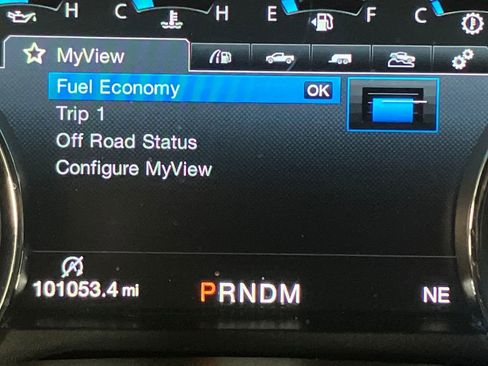 H C H E F C
MyView
Fuel Economy OK
Trip 1
Off Road Status
Configure MyView
101053.4 mi PRNDM NE